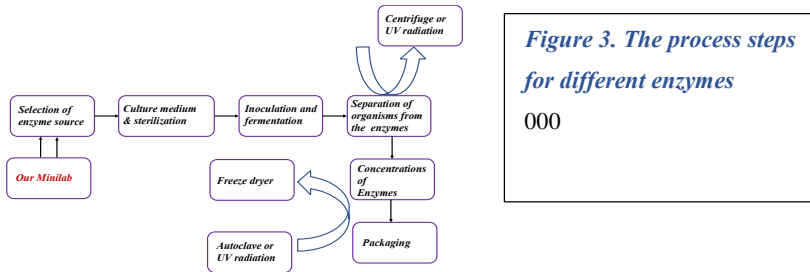 Centrifuge or
UV radiation
Selection of
enzyme source
Culture medium
& sterilization
Inoculation and
fermentation
Separation of
organisms from
the enzymes
Our Minilab
Freeze dryer
Concentrations
of
Enzymes
Autoclave or
UV radiation
Packaging
Figure 3. The process steps
for different enzymes
000